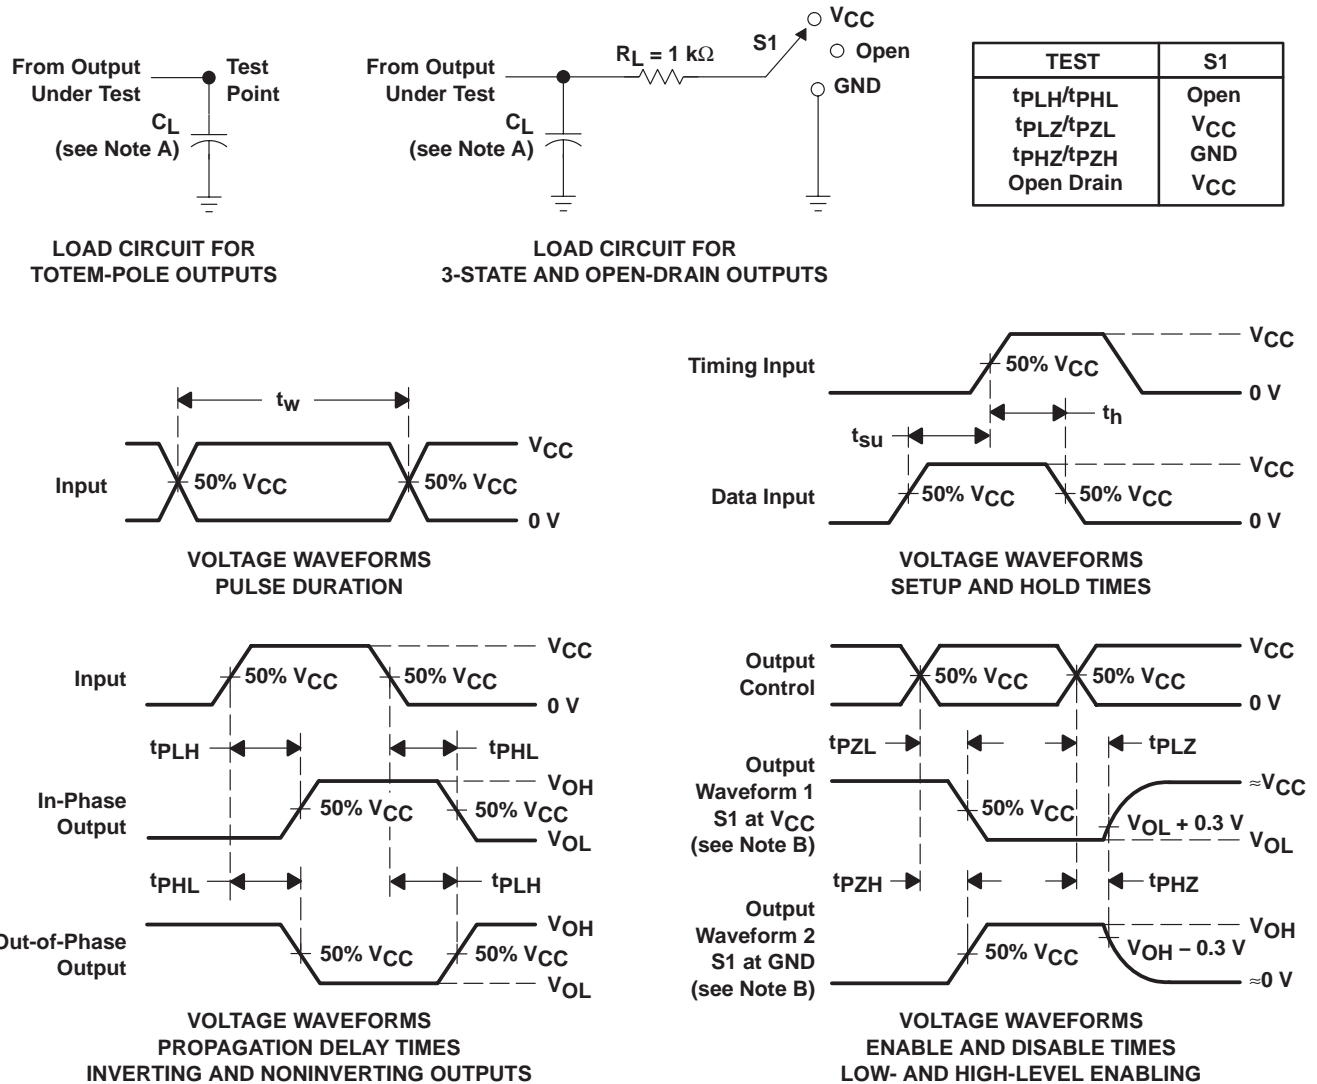 From Output
Under Test
Test
Point
CL
(see Note A)
LOAD CIRCUIT FOR
TOTEM-POLE OUTPUTS
From Output
Under Test
CL
(see Note A)
RL = 1 kΩ
S1
VCC
Open
GND
LOAD CIRCUIT FOR
3-STATE AND OPEN-DRAIN OUTPUTS
TEST S1
tPLH/tPHL Open
tPLZ/tPZL VCC
tPHZ/tPZH GND
Open Drain VCC
tw
Input
50% VCC
50% VCC
VCC
0 V
VOLTAGE WAVEFORMS
PULSE DURATION
Timing Input
50% VCC
VCC
0 V
th
tsu
Data Input
50% VCC
50% VCC
VCC
0 V
VOLTAGE WAVEFORMS
SETUP AND HOLD TIMES
Input
50% VCC
50% VCC
VCC
0 V
tPLH
tPHL
In-Phase
Output
50% VCC
50% VCC
VOH
VOL
tPHL
tPLH
Out-of-Phase
Output
50% VCC
50% VCC
VOH
VOL
VOLTAGE WAVEFORMS
PROPAGATION DELAY TIMES
INVERTING AND NONINVERTING OUTPUTS
Output
Control
50% VCC
50% VCC
VCC
0 V
tPZL
tPLZ
Output
Waveform 1
S1 at VCC
(see Note B)
50% VCC
VOL + 0.3 V
≈VCC
VOL
tPZH
tPHZ
Output
Waveform 2
S1 at GND
(see Note B)
50% VCC
VOH − 0.3 V
VOH
≈0 V
VOLTAGE WAVEFORMS
ENABLE AND DISABLE TIMES
LOW- AND HIGH-LEVEL ENABLING